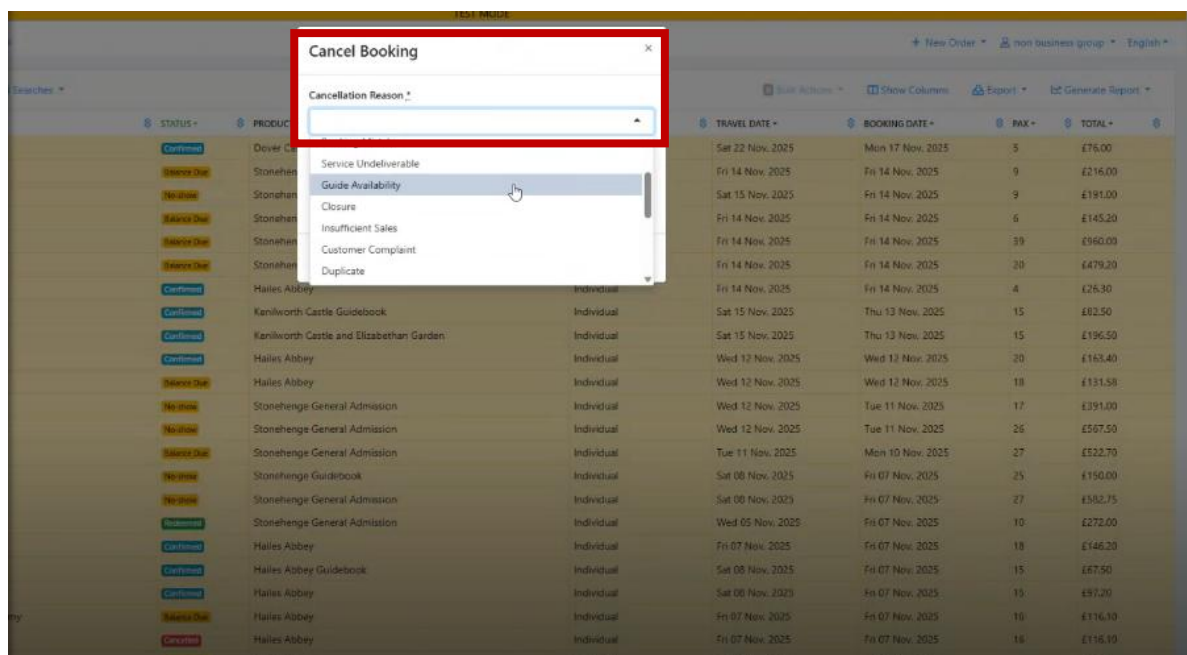 TEST MODE
Cancel Booking ×
+ New Order non business group English
Searches
Cancellation Reason *
Bulk Actions Show Columns Export Generate Report
STATUS PRODUC TRAVEL DATE BOOKING DATE PAX TOTAL
Confirmed Dover Ca Sat 22 Nov. 2025 Mon 17 Nov. 2025 5 £76.00
Service Undeliverable
Balance Due Stonehen Fri 14 Nov. 2025 Fri 14 Nov. 2025 9 £216.00
Guide Availability
No-show Stonehen Sat 15 Nov. 2025 Fri 14 Nov. 2025 9 £191.00
Closure
Balance Due Stonehen Fri 14 Nov. 2025 Fri 14 Nov. 2025 6 £145.20
Insufficient Sales
Balance Due Stonehen Fri 14 Nov. 2025 Fri 14 Nov. 2025 39 £960.00
Customer Complaint
Balance Due Stonehen Fri 14 Nov. 2025 Fri 14 Nov. 2025 20 £479.20
Duplicate
Confirmed Hailes Abbey Individual Fri 14 Nov. 2025 Fri 14 Nov. 2025 4 £26.30
Confirmed Kenilworth Castle Guidebook Individual Sat 15 Nov. 2025 Thu 13 Nov. 2025 15 £82.50
Confirmed Kenilworth Castle and Elizabethan Garden Individual Sat 15 Nov. 2025 Thu 13 Nov. 2025 15 £196.50
Confirmed Hailes Abbey Individual Wed 12 Nov. 2025 Wed 12 Nov. 2025 20 £163.40
Balance Due Hailes Abbey Individual Wed 12 Nov. 2025 Wed 12 Nov. 2025 18 £131.58
No-show Stonehenge General Admission Individual Wed 12 Nov. 2025 Tue 11 Nov. 2025 17 £391.00
No-show Stonehenge General Admission Individual Wed 12 Nov. 2025 Tue 11 Nov. 2025 26 £567.50
Balance Due Stonehenge General Admission Individual Tue 11 Nov. 2025 Mon 10 Nov. 2025 27 £522.70
No-show Stonehenge Guidebook Individual Sat 08 Nov. 2025 Fri 07 Nov. 2025 25 £150.00
No-show Stonehenge General Admission Individual Sat 08 Nov. 2025 Fri 07 Nov. 2025 27 £582.75
Redeemed Stonehenge General Admission Individual Wed 05 Nov. 2025 Fri 07 Nov. 2025 10 £272.00
Confirmed Hailes Abbey Individual Fri 07 Nov. 2025 Fri 07 Nov. 2025 18 £146.20
Confirmed Hailes Abbey Guidebook Individual Sat 08 Nov. 2025 Fri 07 Nov. 2025 15 £67.50
Confirmed Hailes Abbey Individual Sat 08 Nov. 2025 Fri 07 Nov. 2025 15 £97.20
my Balance Due Hailes Abbey Individual Fri 07 Nov. 2025 Fri 07 Nov. 2025 16 £116.10
Cancelled Hailes Abbey Individual Fri 07 Nov. 2025 Fri 07 Nov. 2025 16 £116.10